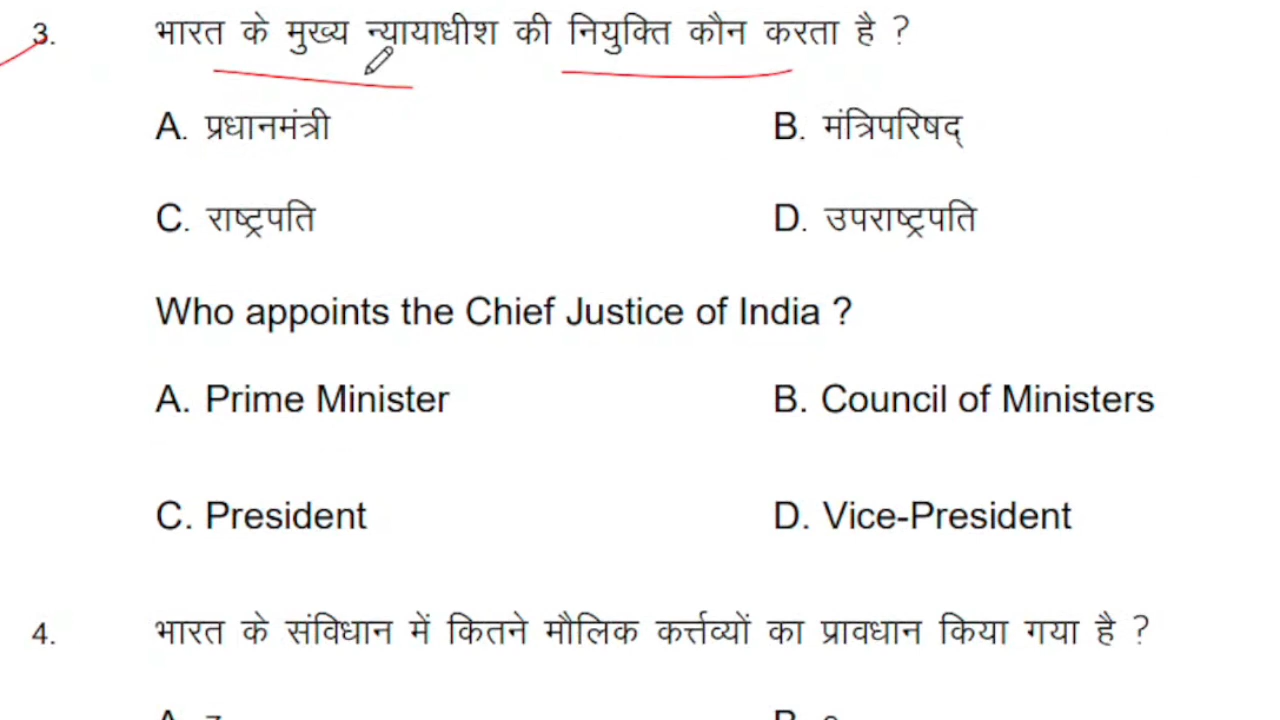 3. भारत के मुख्य न्यायाधीश की नियुक्ति कौन करता है ?
A. प्रधानमंत्री B. मंत्रिपरिषद्
C. राष्ट्रपति D. उपराष्ट्रपति
Who appoints the Chief Justice of India ?
A. Prime Minister B. Council of Ministers
C. President D. Vice-President
4. भारत के संविधान में कितने मौलिक कर्त्तव्यों का प्रावधान किया गया है ?